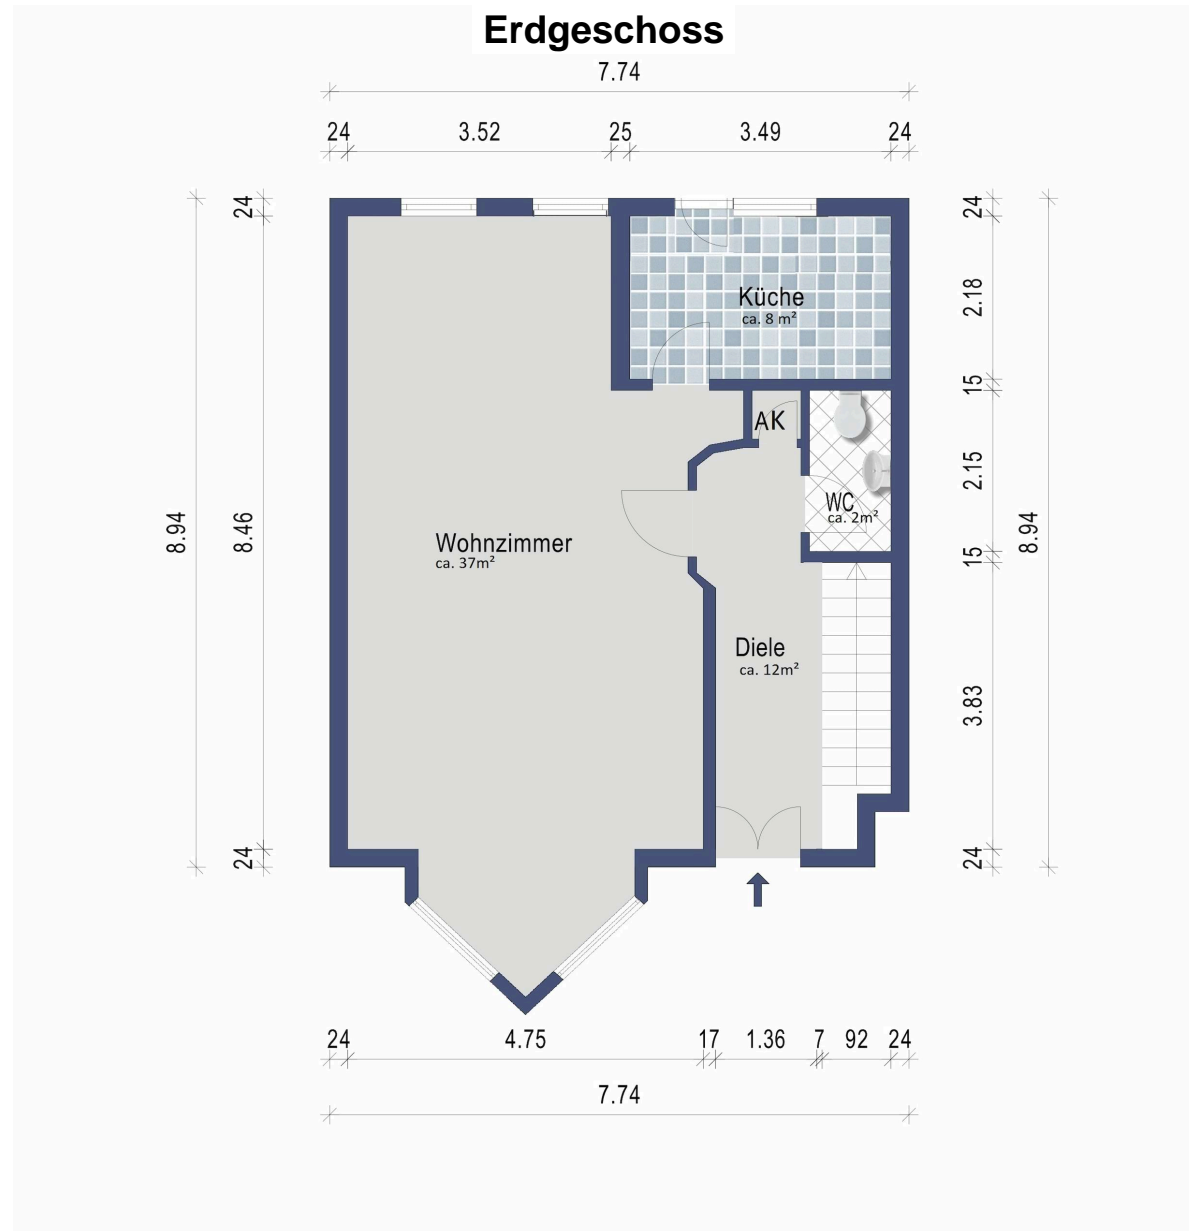 Erdgeschoss
7.74
24 3.52 25 3.49 24
24
24
Küche
ca. 8 m²
2.18
15
AK
2.15
WC
ca. 2m²
8.94
8.46
Wohnzimmer
ca. 37m²
8.94
15
Diele
ca. 12m²
3.83
24
24
24 4.75 17 1.36 7 92 24
7.74